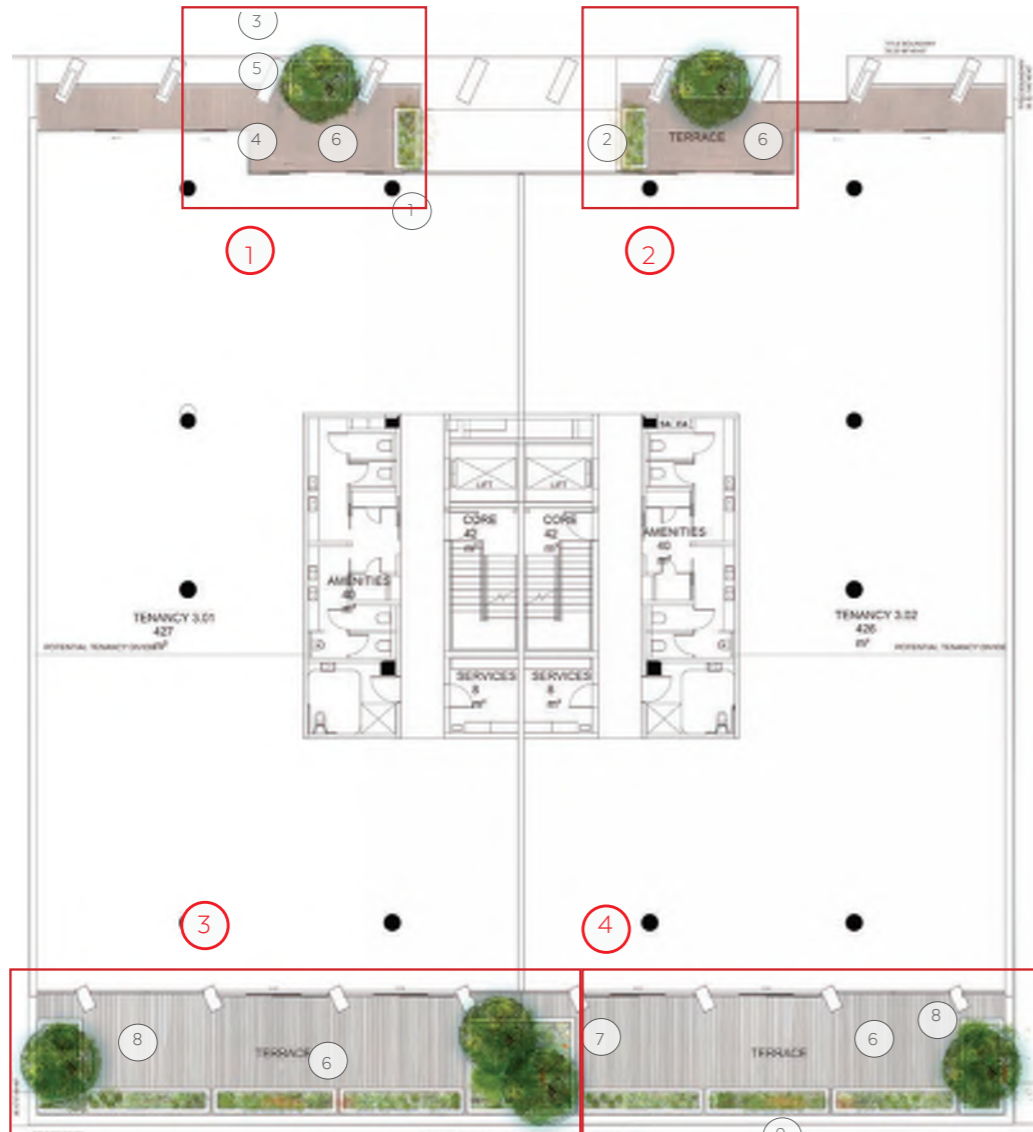 3
TITLE BOUNDARY
5
4
6
2
TERRACE
6
1
1
2
LIFT
LIFT
CORE
42
m²
CORE
42
m²
AMENITIES
40
m²
AMENITIES
40
m²
TENANCY 3.01
427
m²
TENANCY 3.02
426
m²
POTENTIAL TENANCY
POTENTIAL TENANCY
SERVICES
8
m²
SERVICES
8
m²
3
4
8
TERRACE
6
7
TERRACE
6
8